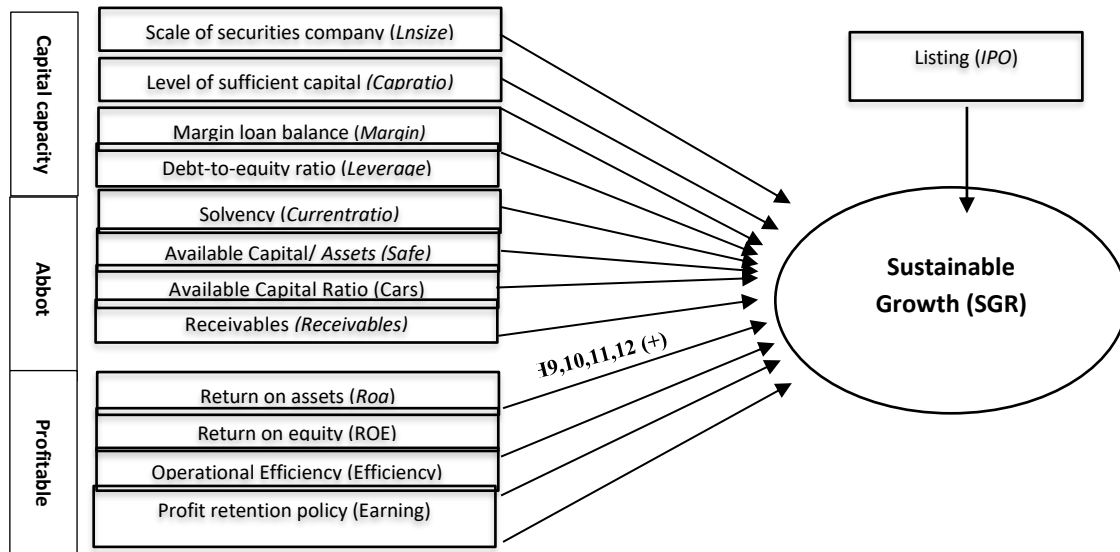 Capital capacity
Scale of securities company (Lnsize)
Level of sufficient capital (Capratio)
Margin loan balance (Margin)
Debt-to-equity ratio (Leverage)
Abbot
Solvency (Currentratio)
Available Capital/ Assets (Safe)
Available Capital Ratio (Cars)
Receivables (Receivables)
Profitable
Return on assets (Roa)
Return on equity (ROE)
Operational Efficiency (Efficiency)
Profit retention policy (Earning)
H9,10,11,12 (+)
Listing (IPO)
Sustainable
Growth (SGR)